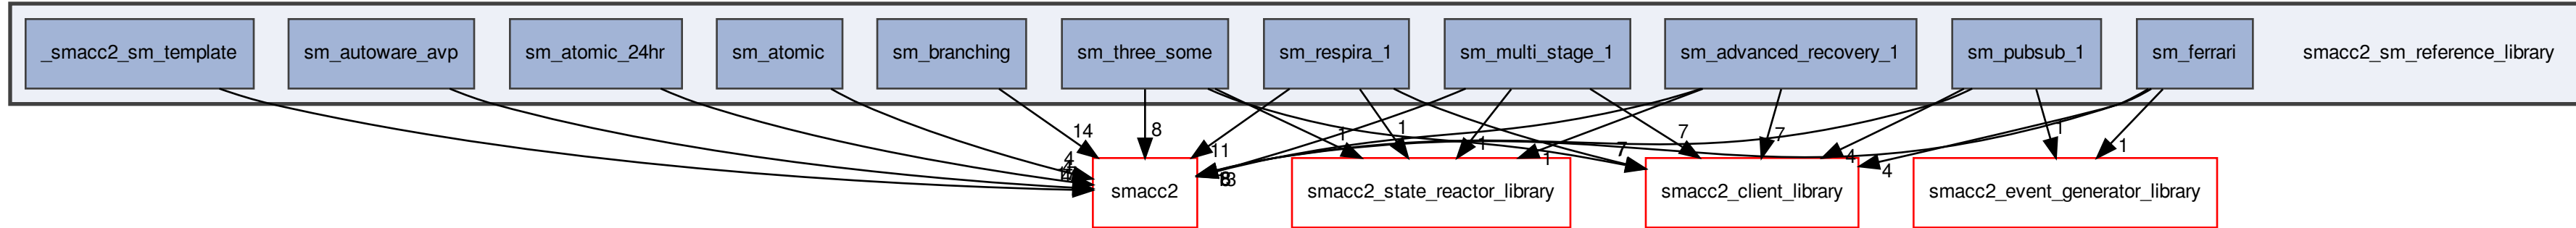 _smacc2_sm_template
sm_autoware_avp
sm_atomic_24hr
sm_atomic
sm_branching
sm_three_some
sm_respira_1
sm_multi_stage_1
sm_advanced_recovery_1
sm_pubsub_1
sm_ferrari
smacc2_sm_reference_library
14
8
1
1
7
7
1
1
11
1
1
7
4
4
4
smacc2
smacc2_state_reactor_library
smacc2_client_library
smacc2_event_generator_library